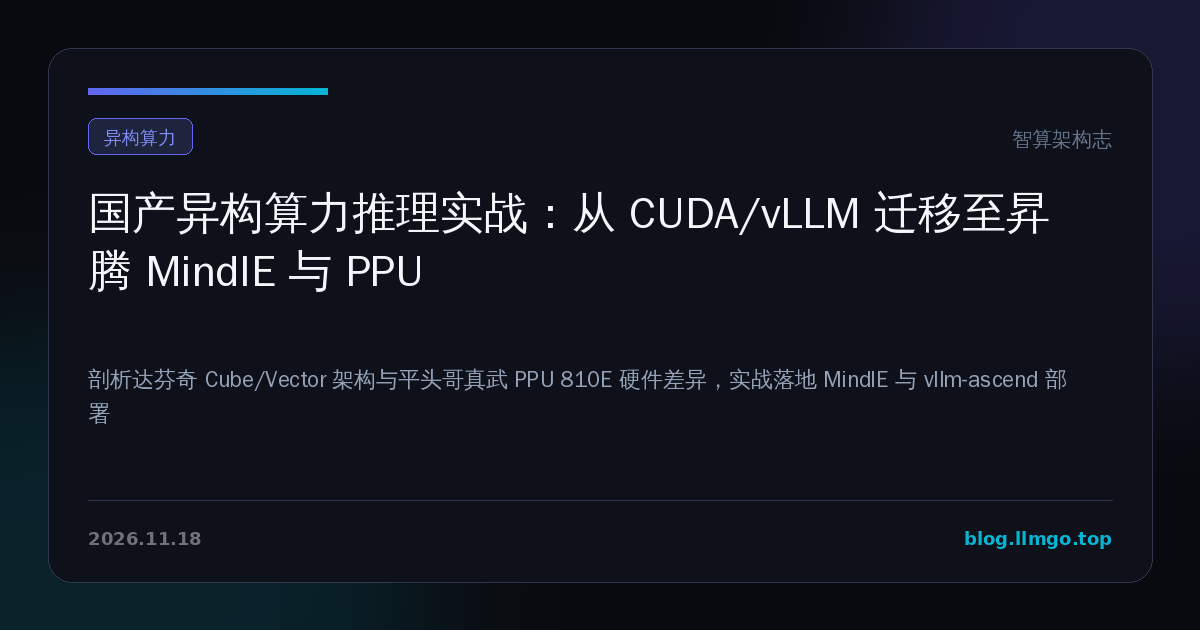 异构算力
智算架构志
国产异构算力推理实战：从 CUDA/vLLM 迁移至昇
腾 MindIE 与 PPU
剖析达芬奇 Cube/Vector 架构与平头哥真武 PPU 810E 硬件差异，实战落地 MindIE 与 vllm-ascend 部
署
2026.11.18
blog.llmgo.top